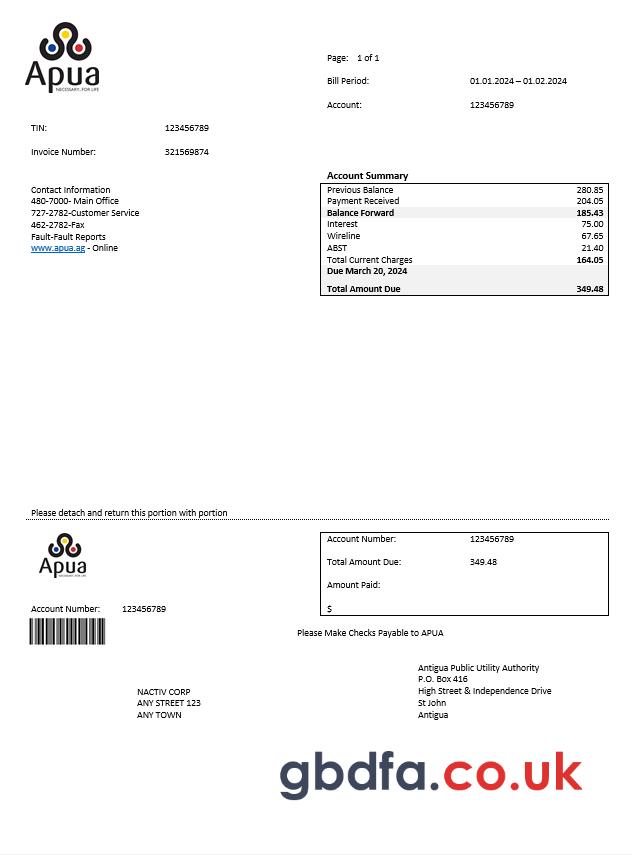 Apua
NECESSARY...FOR LIFE
Page: 1 of 1
Bill Period: 01.01.2024 – 01.02.2024
Account: 123456789
TIN: 123456789
Invoice Number: 321569874
Contact Information
480-7000- Main Office
727-2782-Customer Service
462-2782-Fax
Fault-Fault Reports
www.apua.ag - Online
Account Summary
Previous Balance 280.85
Payment Received 204.05
Balance Forward 185.43
Interest 75.00
Wireline 67.65
ABST 21.40
Total Current Charges 164.05
Due March 20, 2024
Total Amount Due 349.48
Please detach and return this portion with portion
Apua
NECESSARY...FOR LIFE
Account Number: 123456789
Total Amount Due: 349.48
Amount Paid:
$
Account Number: 123456789
Please Make Checks Payable to APUA
NACTIV CORP
ANY STREET 123
ANY TOWN
Antigua Public Utility Authority
P.O. Box 416
High Street & Independence Drive
St John
Antigua
gbdfa.co.uk